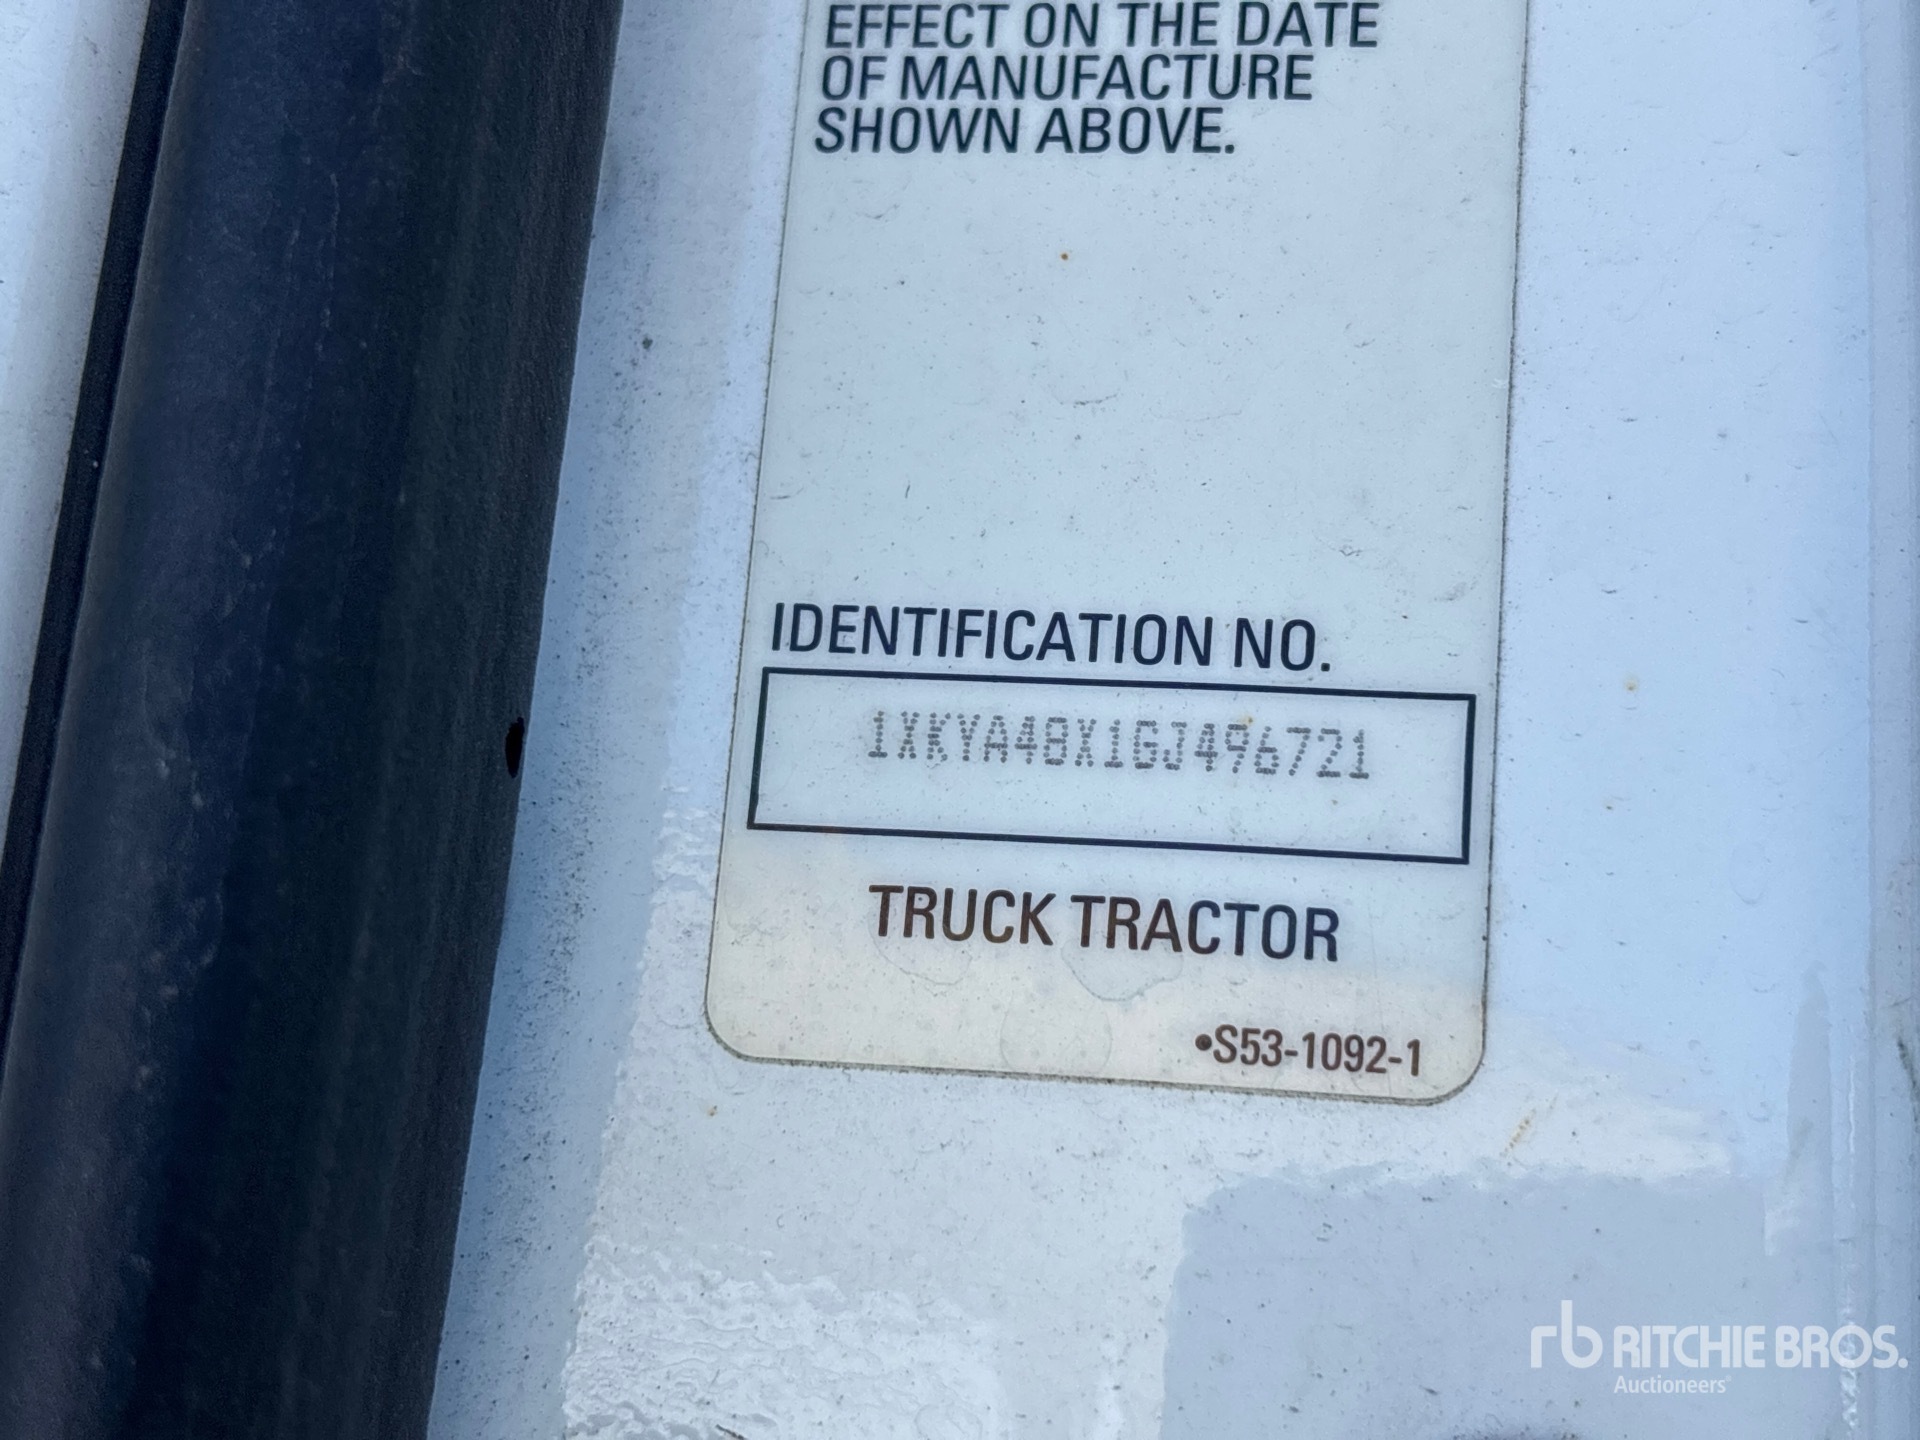 EFFECT ON THE DATE
OF MANUFACTURE
SHOWN ABOVE.
IDENTIFICATION NO.
1XKYA48X1GJ496721
TRUCK TRACTOR
•S53-1092-1
rb RITCHIE BROS.
Auctioneers